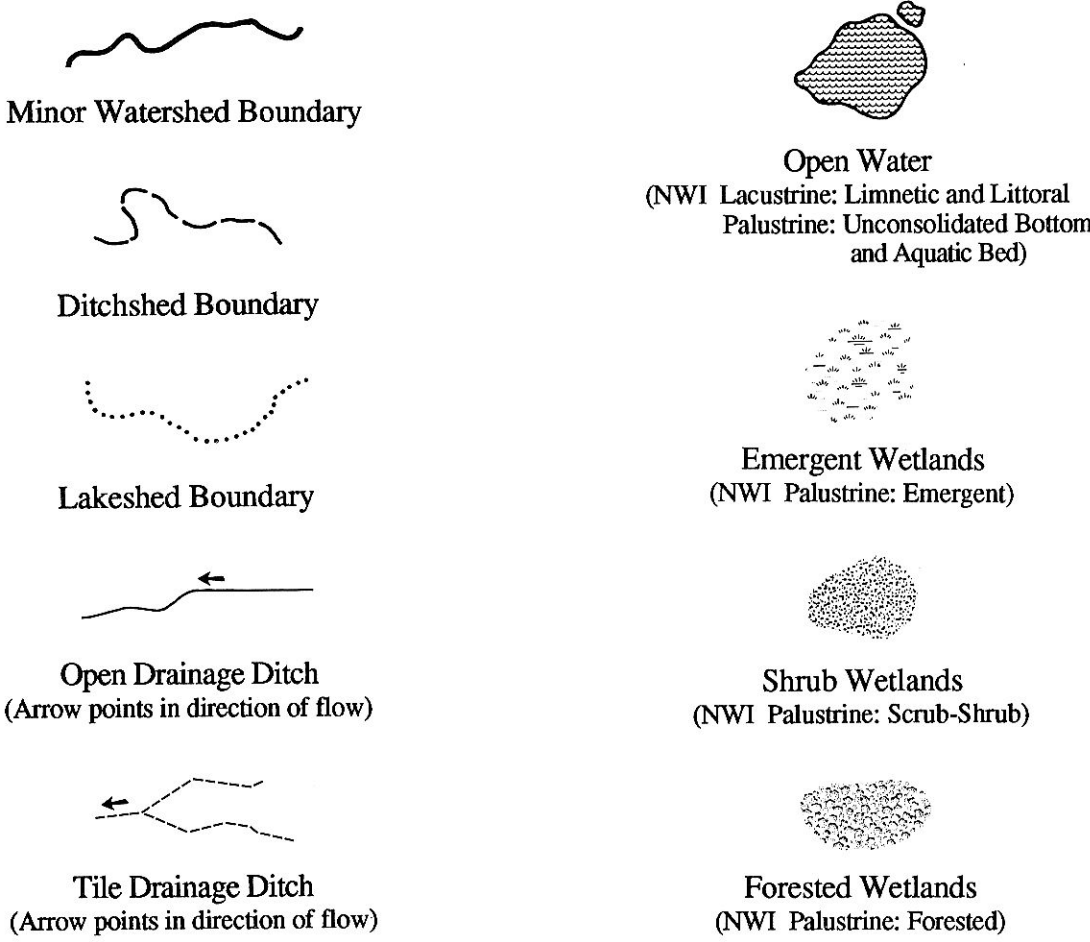 Minor Watershed Boundary
Ditchshed Boundary
Lakeshed Boundary
Open Drainage Ditch
(Arrow points in direction of flow)
Tile Drainage Ditch
(Arrow points in direction of flow)
Open Water
(NWI Lacustrine: Limnetic and Littoral
Palustrine: Unconsolidated Bottom
and Aquatic Bed)
Emergent Wetlands
(NWI Palustrine: Emergent)
Shrub Wetlands
(NWI Palustrine: Scrub-Shrub)
Forested Wetlands
(NWI Palustrine: Forested)